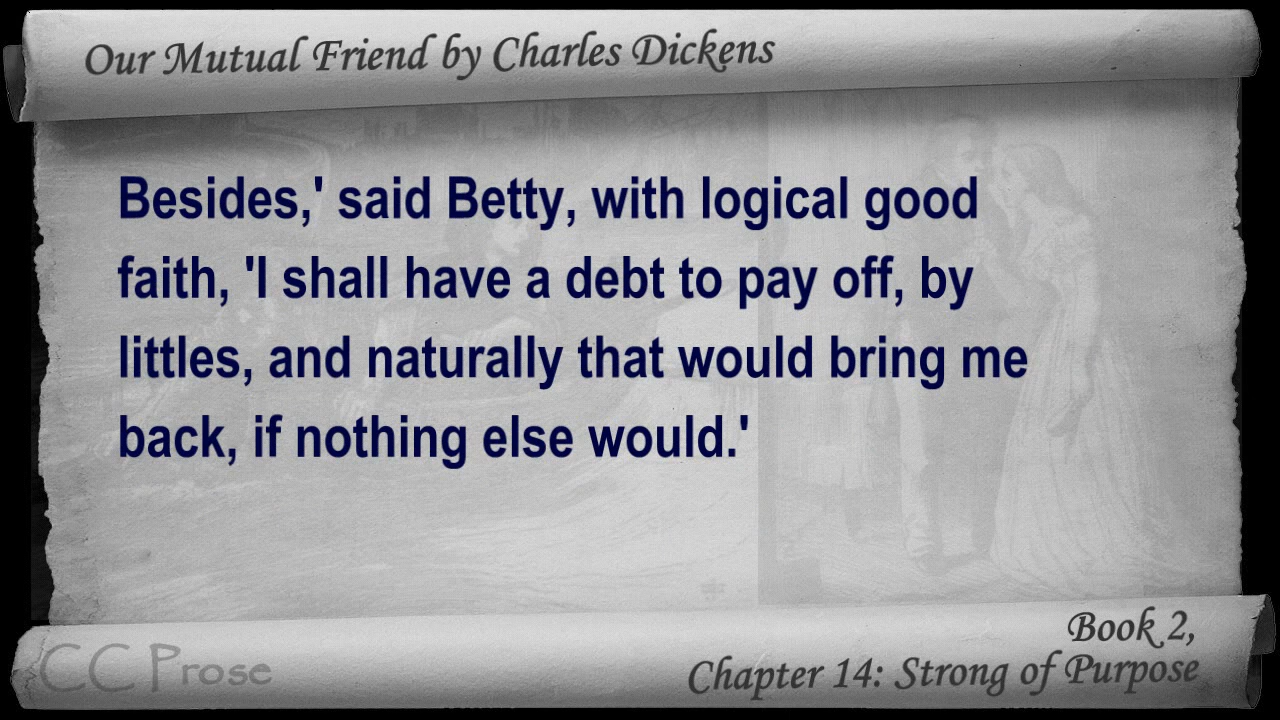 Our Mutual Friend by Charles Dickens
Besides,' said Betty, with logical good
faith, 'I shall have a debt to pay off, by
littles, and naturally that would bring me
back, if nothing else would.'
Book 2,
Chapter 14: Strong of Purpose
CC Prose